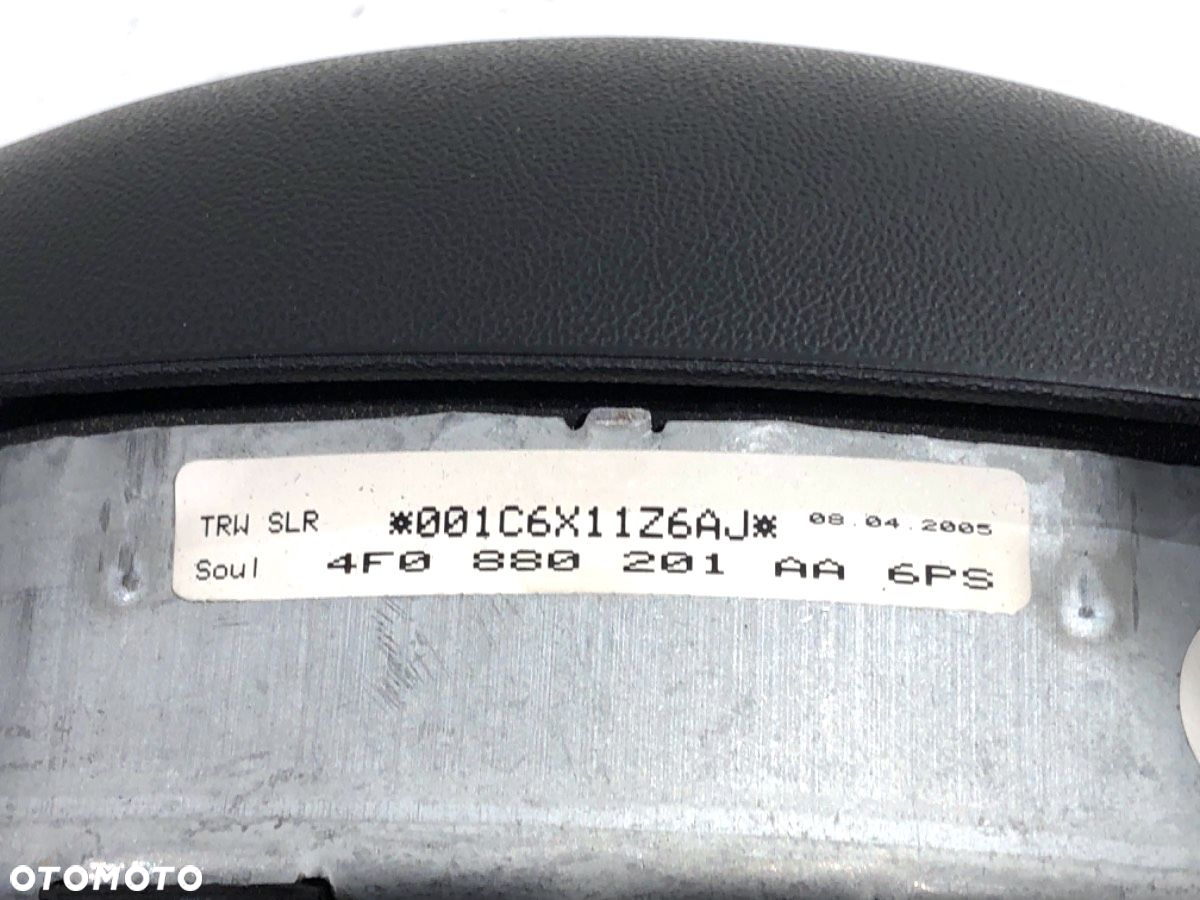 TRW SLR *001C6X11Z6AJ* 08.04.2005
Soul 4F0 880 201 AA 6PS
OTOMOTO